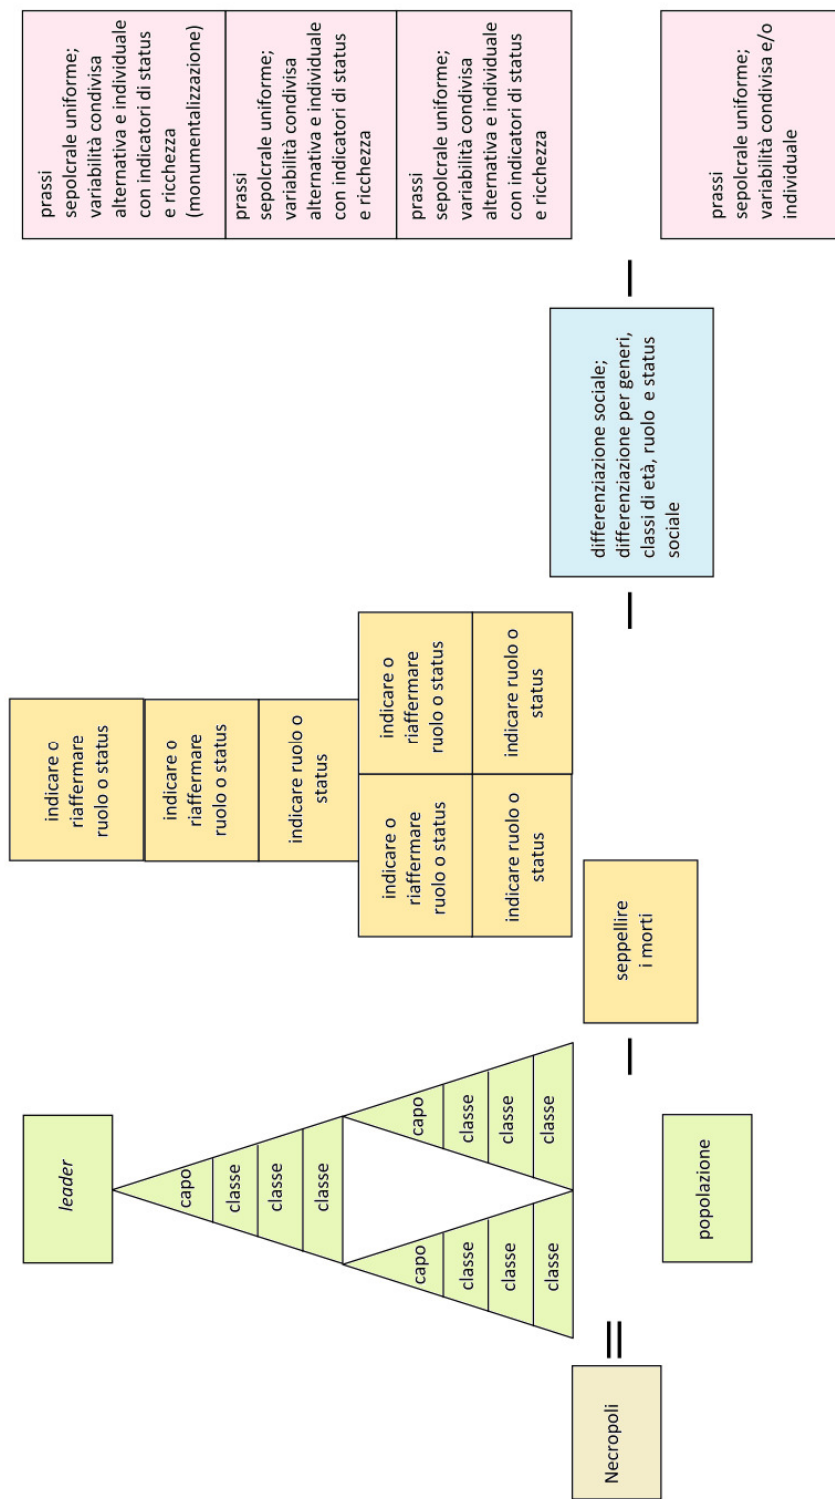 Necropoli
=
leader
capo
classe
classe
classe
capo
classe
classe
classe
capo
classe
classe
classe
popolazione
indicare o
riaffermare
ruolo o status
indicare o
riaffermare
ruolo o status
indicare ruolo o
status
indicare o
riaffermare
ruolo o status
indicare ruolo o
status
indicare o
riaffermare
ruolo o status
indicare ruolo o
status
seppellire
i morti
differenziazione sociale;
differenziazione per generi,
classi di età, ruolo e status
sociale
prassi
sepolcrale uniforme;
variabilità condivisa
alternativa e individuale
con indicatori di status
e ricchezza
(monumentalizzazione)
prassi
sepolcrale uniforme;
variabilità condivisa
alternativa e individuale
con indicatori di status
e ricchezza
prassi
sepolcrale uniforme;
variabilità condivisa
alternativa e individuale
con indicatori di status
e ricchezza
prassi
sepolcrale uniforme;
variabilità condivisa e/o
individuale